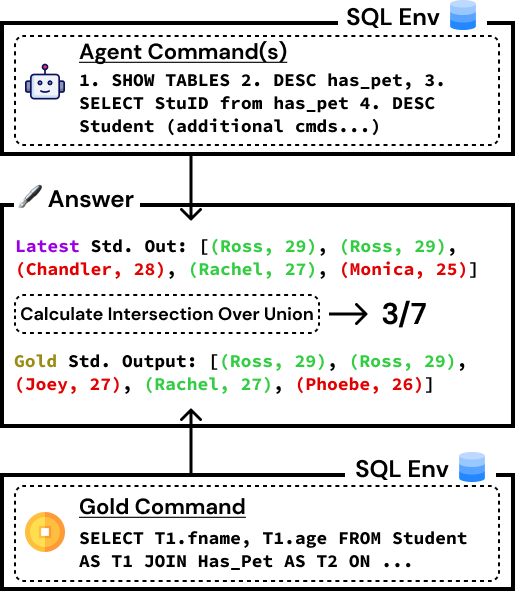 SQL Env
Agent Command(s)
1. SHOW TABLES 2. DESC has_pet, 3.
SELECT StuID from has_pet 4. DESC
Student (additional cmds...)
Answer
Latest Std. Out: [(Ross, 29), (Ross, 29),
(Chandler, 28), (Rachel, 27), (Monica, 25)]
Calculate Intersection Over Union
3/7
Gold Std. Output: [(Ross, 29), (Ross, 29),
(Joey, 27), (Rachel, 27), (Phoebe, 26)]
SQL Env
Gold Command
SELECT T1.fname, T1.age FROM Student
AS T1 JOIN Has_Pet AS T2 ON ...